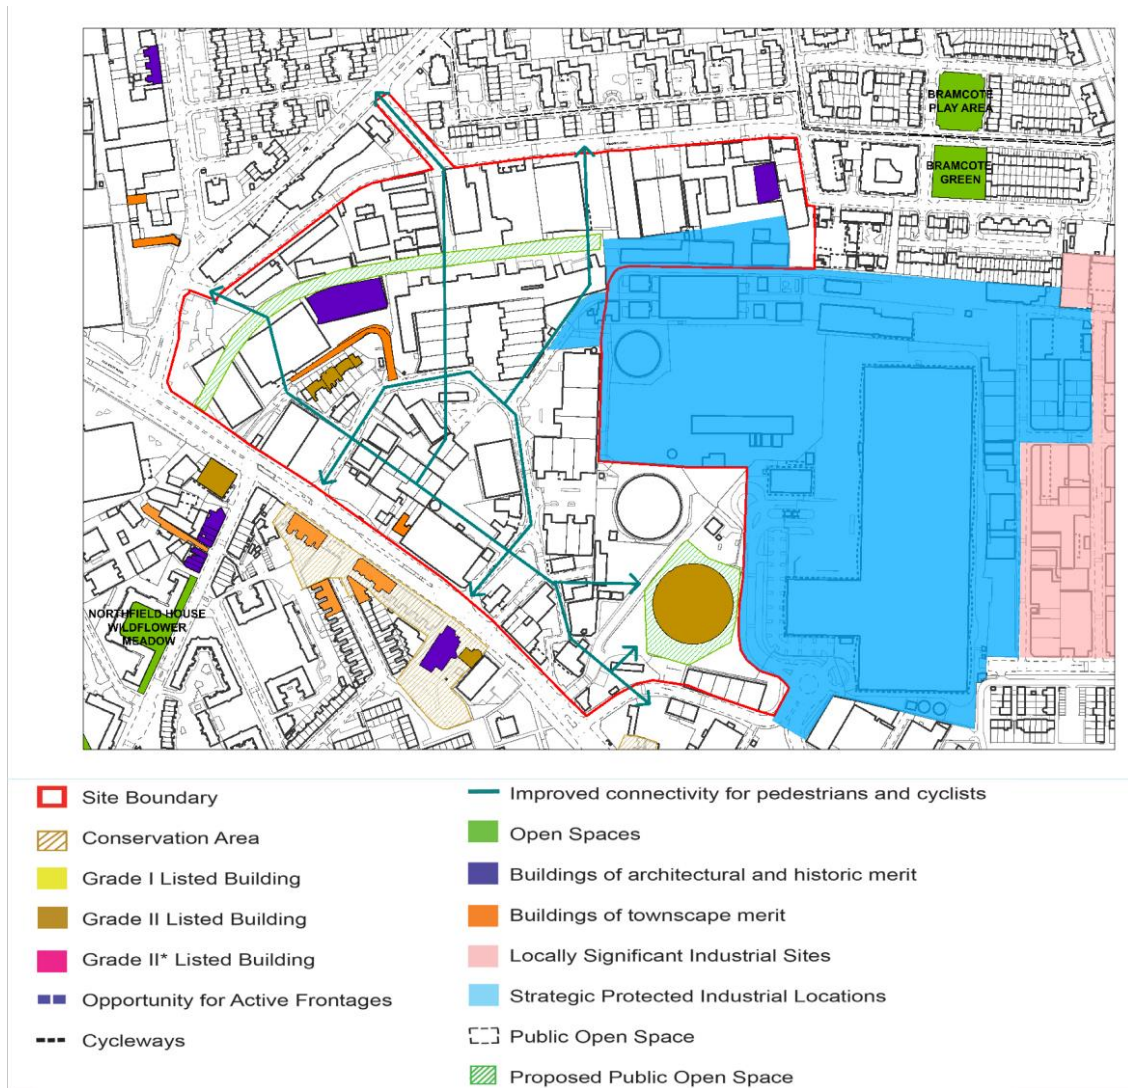 BRAMCOTE
PLAY AREA
BRAMCOTE
GREEN
NORTHFIELD HOUSE
WILDFLOWER
MEADOW
Site Boundary
Conservation Area
Grade I Listed Building
Grade II Listed Building
Grade II* Listed Building
Opportunity for Active Frontages
Cycleways
Improved connectivity for pedestrians and cyclists
Open Spaces
Buildings of architectural and historic merit
Buildings of townscape merit
Locally Significant Industrial Sites
Strategic Protected Industrial Locations
Public Open Space
Proposed Public Open Space